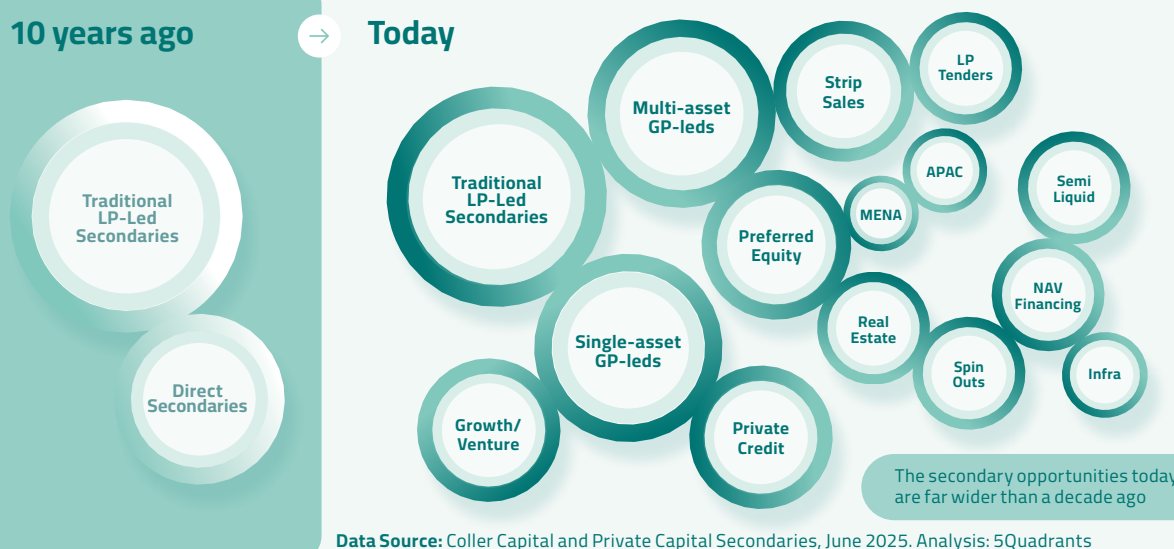 10 years ago
Traditional
LP-Led
Secondaries
Direct
Secondaries
Today
Traditional
LP-Led
Secondaries
Multi-asset
GP-leds
Strip
Sales
LP
Tenders
APAC
MENA
Semi
Liquid
Preferred
Equity
NAV
Financing
Real
Estate
Spin
Outs
Infra
Single-asset
GP-leds
Growth/
Venture
Private
Credit
The secondary opportunities today
are far wider than a decade ago
Data Source: Coller Capital and Private Capital Secondaries, June 2025. Analysis: 5Quadrants